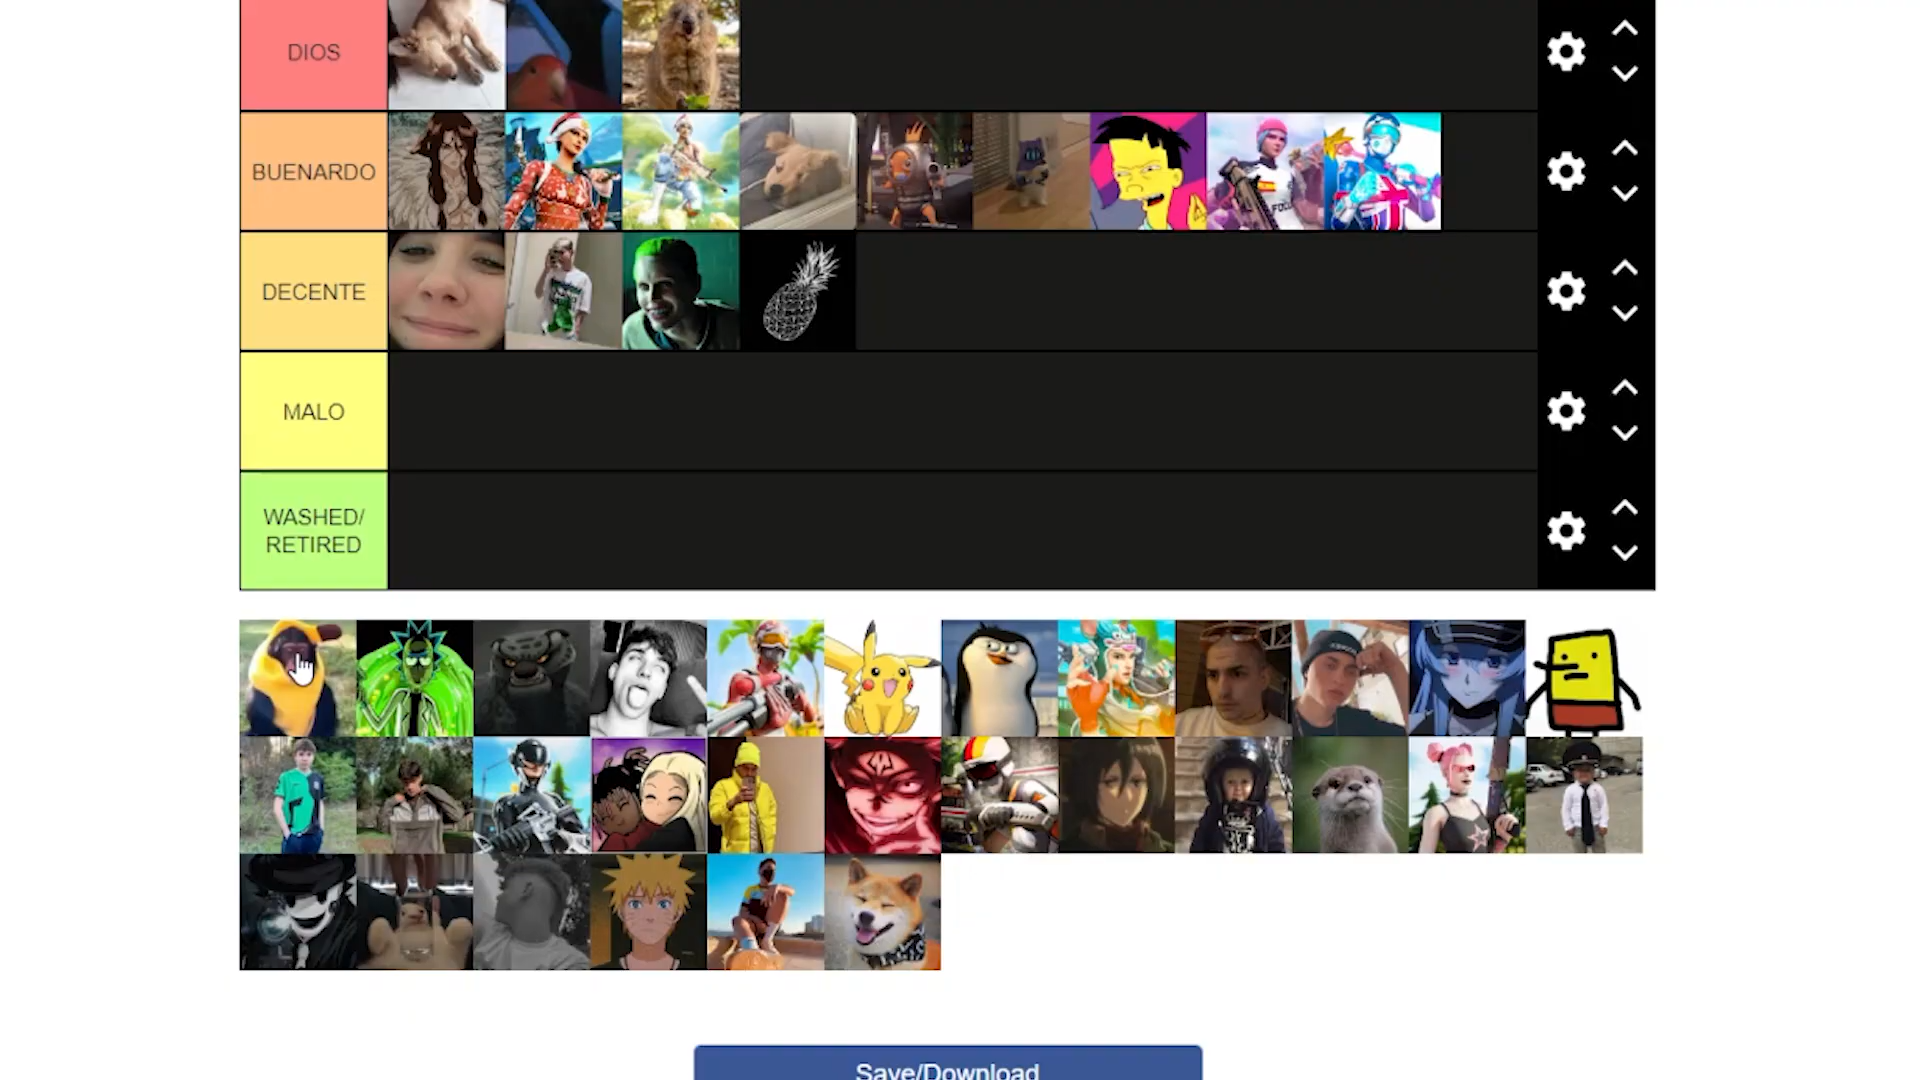 DIOS
BUENARDO
DECENTE
MALO
WASHED/
RETIRED
Save/Download